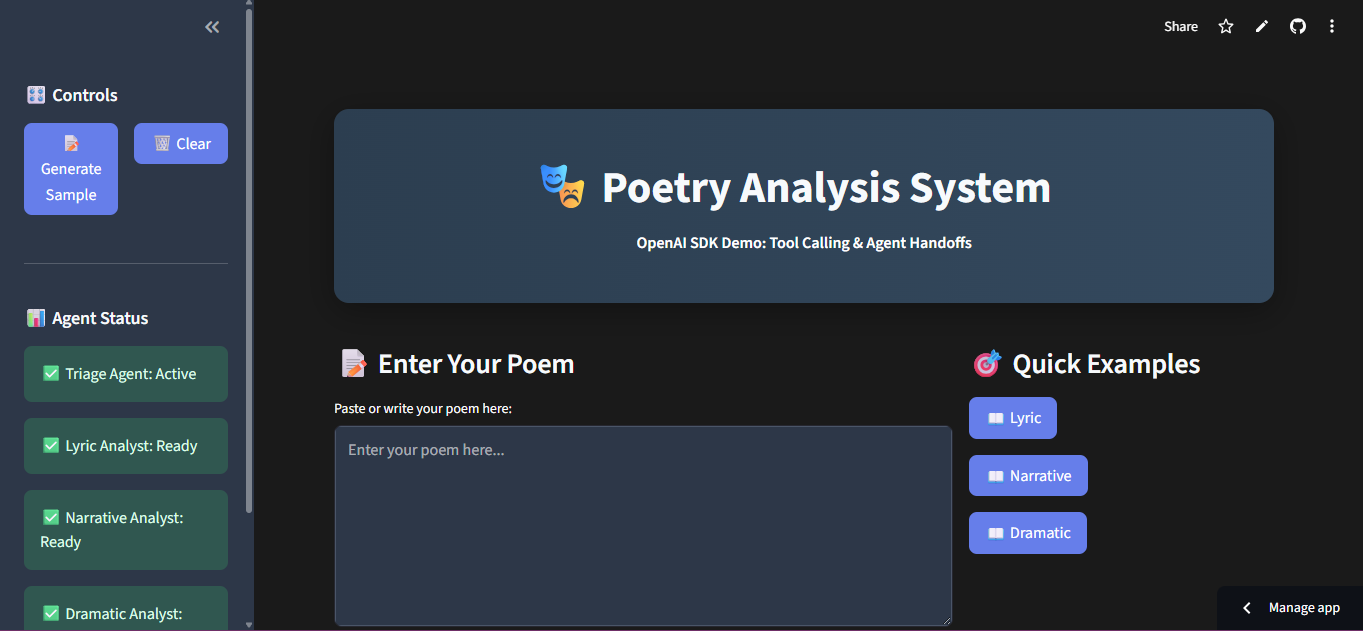 Share
Controls
Generate
Sample
Clear
Agent Status
Triage Agent: Active
Lyric Analyst: Ready
Narrative Analyst:
Ready
Dramatic Analyst:
Poetry Analysis System
OpenAI SDK Demo: Tool Calling & Agent Handoffs
Enter Your Poem
Paste or write your poem here:
Enter your poem here...
Quick Examples
Lyric
Narrative
Dramatic
Manage app